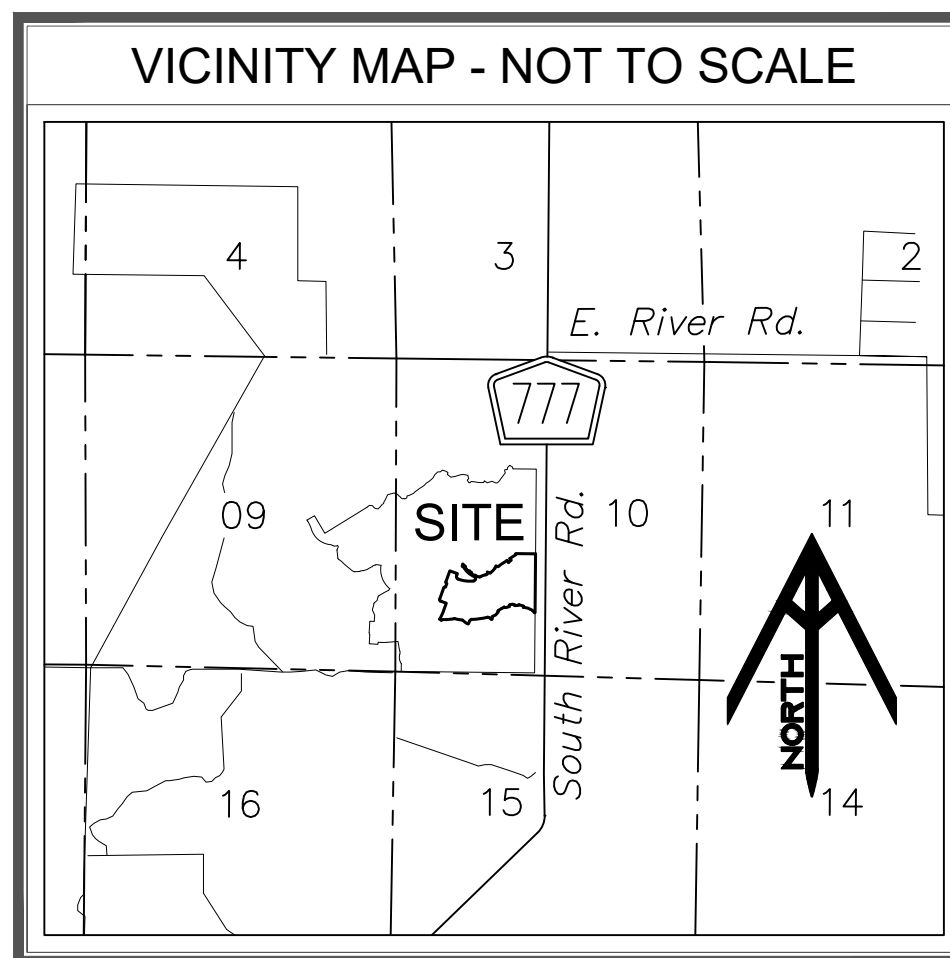 VICINITY MAP - NOT TO SCALE
4
3
2
E. River Rd.
777
09
SITE
10
11
South River Rd.
NORTH
16
15
14